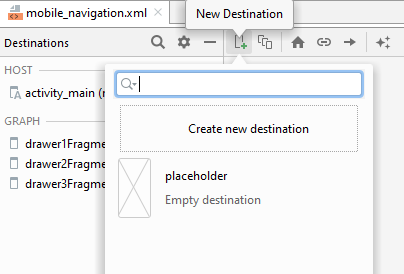 mobile_navigation.xml
New Destination
Destinations
HOST
activity_main (
GRAPH
drawer1Fragme
drawer2Fragme
drawer3Fragme
Create new destination
placeholder
Empty destination